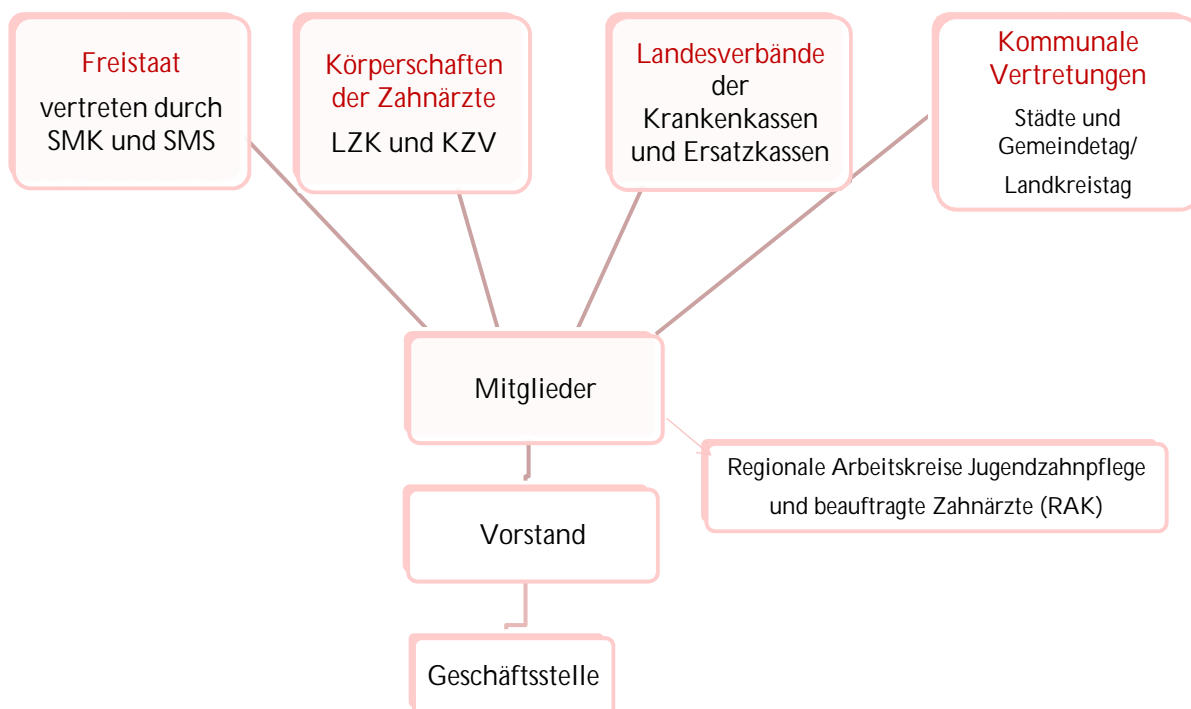 Freistaat
vertreten durch
SMK und SMS
Körperschaften
der Zahnärzte
LZK und KZV
Landesverbände
der
Krankenkassen
und Ersatzkassen
Kommunale
Vertretungen
Städte und
Gemeindetag/
Landkreistag
Mitglieder
Regionale Arbeitskreise Jugendzahnpflege
und beauftragte Zahnärzte (RAK)
Vorstand
Geschäftsstelle